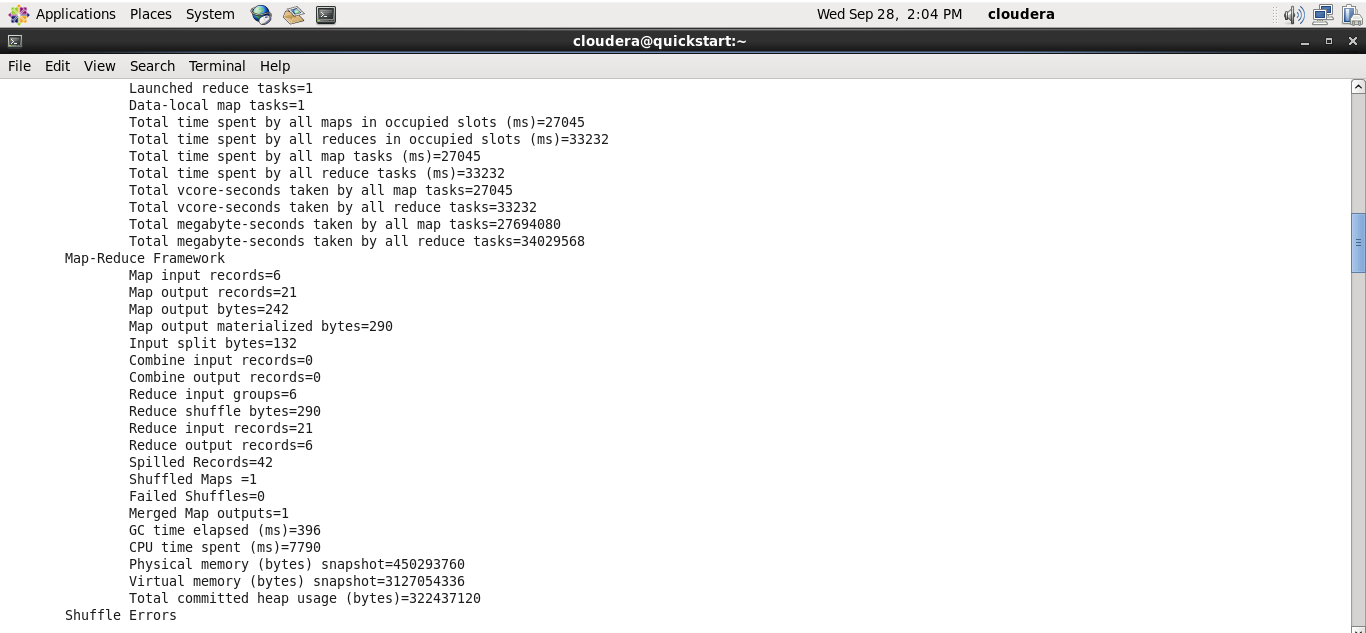 Applications Places System Wed Sep 28, 2:04 PM cloudera
cloudera@quickstart:~
File Edit View Search Terminal Help
Launched reduce tasks=1
Data-local map tasks=1
Total time spent by all maps in occupied slots (ms)=27045
Total time spent by all reduces in occupied slots (ms)=33232
Total time spent by all map tasks (ms)=27045
Total time spent by all reduce tasks (ms)=33232
Total vcore-seconds taken by all map tasks=27045
Total vcore-seconds taken by all reduce tasks=33232
Total megabyte-seconds taken by all map tasks=27694080
Total megabyte-seconds taken by all reduce tasks=34029568
Map-Reduce Framework
Map input records=6
Map output records=21
Map output bytes=242
Map output materialized bytes=290
Input split bytes=132
Combine input records=0
Combine output records=0
Reduce input groups=6
Reduce shuffle bytes=290
Reduce input records=21
Reduce output records=6
Spilled Records=42
Shuffled Maps =1
Failed Shuffles=0
Merged Map outputs=1
GC time elapsed (ms)=396
CPU time spent (ms)=7790
Physical memory (bytes) snapshot=450293760
Virtual memory (bytes) snapshot=3127054336
Total committed heap usage (bytes)=322437120
Shuffle Errors